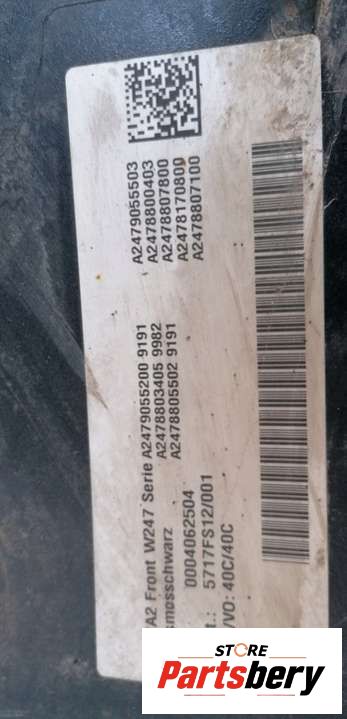 A2 Front W247 Serie A2479055200 9191 A2479055503
A2478803405 9982 A2478800403
A2478805502 9191 A2478807800
A2478170800
A2478807100
smosschwarz
0004062504
t.: 5717FS12/001
/VO: 40C/40C
STORE
Partsbery